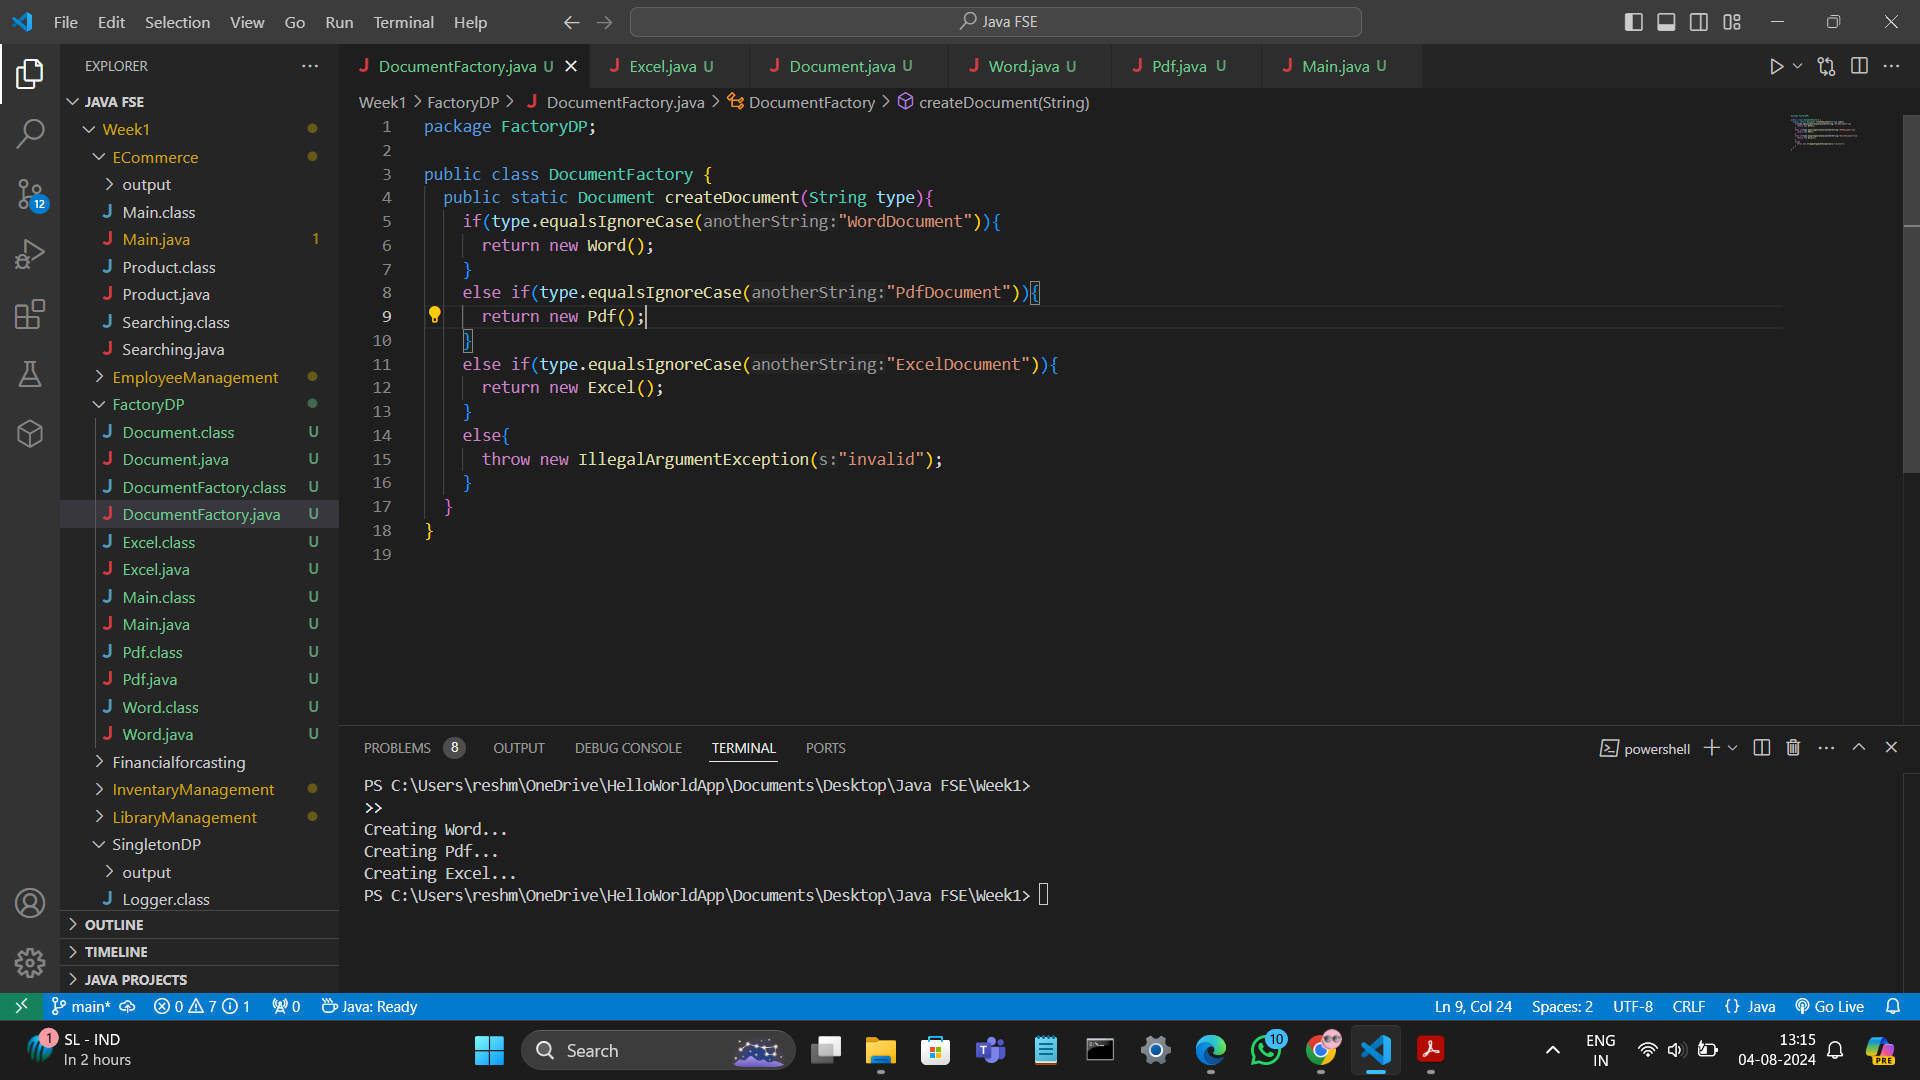 File Edit Selection View Go Run Terminal Help
Java FSE
EXPLORER
JAVA FSE
Week1
ECommerce
output
Main.class
Main.java 1
Product.class
Product.java
Searching.class
Searching.java
EmployeeManagement
FactoryDP
Document.class U
Document.java U
DocumentFactory.class U
DocumentFactory.java U
Excel.class U
Excel.java U
Main.class U
Main.java U
Pdf.class U
Pdf.java U
Word.class U
Word.java U
Financialforcasting
InventaryManagement
LibraryManagement
SingletonDP
output
Logger.class
OUTLINE
TIMELINE
JAVA PROJECTS
12
DocumentFactory.java U Excel.java U Document.java U Word.java U Pdf.java U Main.java U
Week1 > FactoryDP > DocumentFactory.java > DocumentFactory > createDocument(String)
1 package FactoryDP;
2
3 public class DocumentFactory {
4 public static Document createDocument(String type){
5 if(type.equalsIgnoreCase(anotherString:"WordDocument")){
6 return new Word();
7 }
8 else if(type.equalsIgnoreCase(anotherString:"PdfDocument")){
9 return new Pdf();
10 }
11 else if(type.equalsIgnoreCase(anotherString:"ExcelDocument")){
12 return new Excel();
13 }
14 else{
15 throw new IllegalArgumentException(s:"invalid");
16 }
17 }
18 }
19
PROBLEMS 8 OUTPUT DEBUG CONSOLE TERMINAL PORTS
powershell
PS C:\Users\reshm\OneDrive\HelloWorldApp\Documents\Desktop\Java FSE\Week1>
>>
Creating Word...
Creating Pdf...
Creating Excel...
PS C:\Users\reshm\OneDrive\HelloWorldApp\Documents\Desktop\Java FSE\Week1>
main* 0 7 1 0 Java: Ready
Ln 9, Col 24 Spaces: 2 UTF-8 CRLF {} Java Go Live
1
SL - IND
In 2 hours
Search
10
ENG
IN
13:15
04-08-2024
PRE